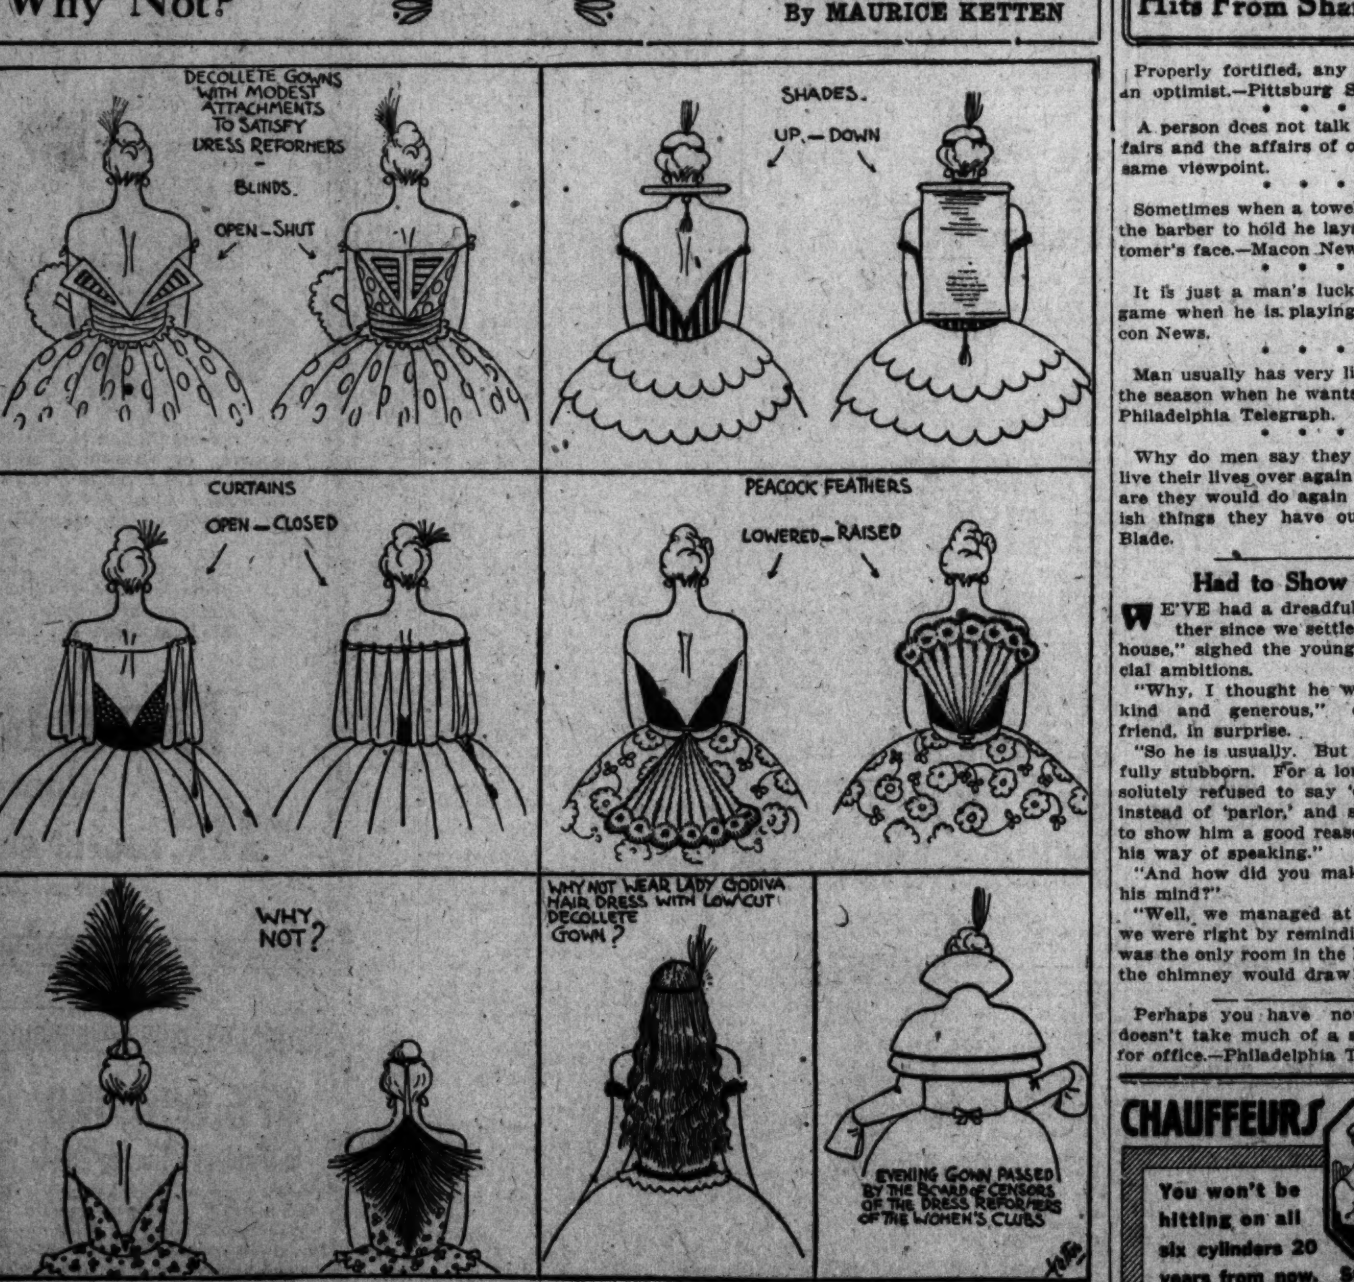 Why Not?
By MAURICE KETTEN
DECOLLETE GOWNS
WITH MODEST
ATTACHMENTS
TO SATISFY
DRESS REFORMERS
-
BLINDS.
OPEN-SHUT
SHADES.
UP.-DOWN
CURTAINS
OPEN-CLOSED
PEACOCK FEATHERS
LOWERED-RAISED
WHY
NOT?
WHY NOT WEAR LADY GODIVA
HAIR DRESS WITH LOW CUT
DECOLLETE
GOWN?
EVENING GOWN PASSED
BY THE BOARD OF CENSORS
OF THE DRESS REFORMERS
OF THE WOMEN'S CLUBS
Hits From
Properly fortified, any
an optimist.—Pittsburg
A person does not talk
fairs and the affairs of
same viewpoint.
Sometimes when a
the barber to hold he
tomer's face.—Macon
It is just a man's luck
game when he is playing
con News.
Man usually has very
the season when he wants
Philadelphia Telegraph.
Why do men say they
live their lives over again
are they would do again
ish things they have
Blade.
Had to Show
WE'VE had a
ther since we
house," sighed the young
cial ambitions.
"Why, I thought he
kind and generous,"
friend, in surprise.
"So he is usually. But
fully stubborn. For a
solutely refused to say
instead of 'parlor,' and
to show him a good
his way of speaking."
"And how did you
his mind?"
"Well, we managed at
we were right by
was the only room in the
the chimney would draw
Perhaps you have
doesn't take much of a
for office.—Philadelphia
CHAUFFEURS
You won't be
hitting on all
six cylinders 20
years from now